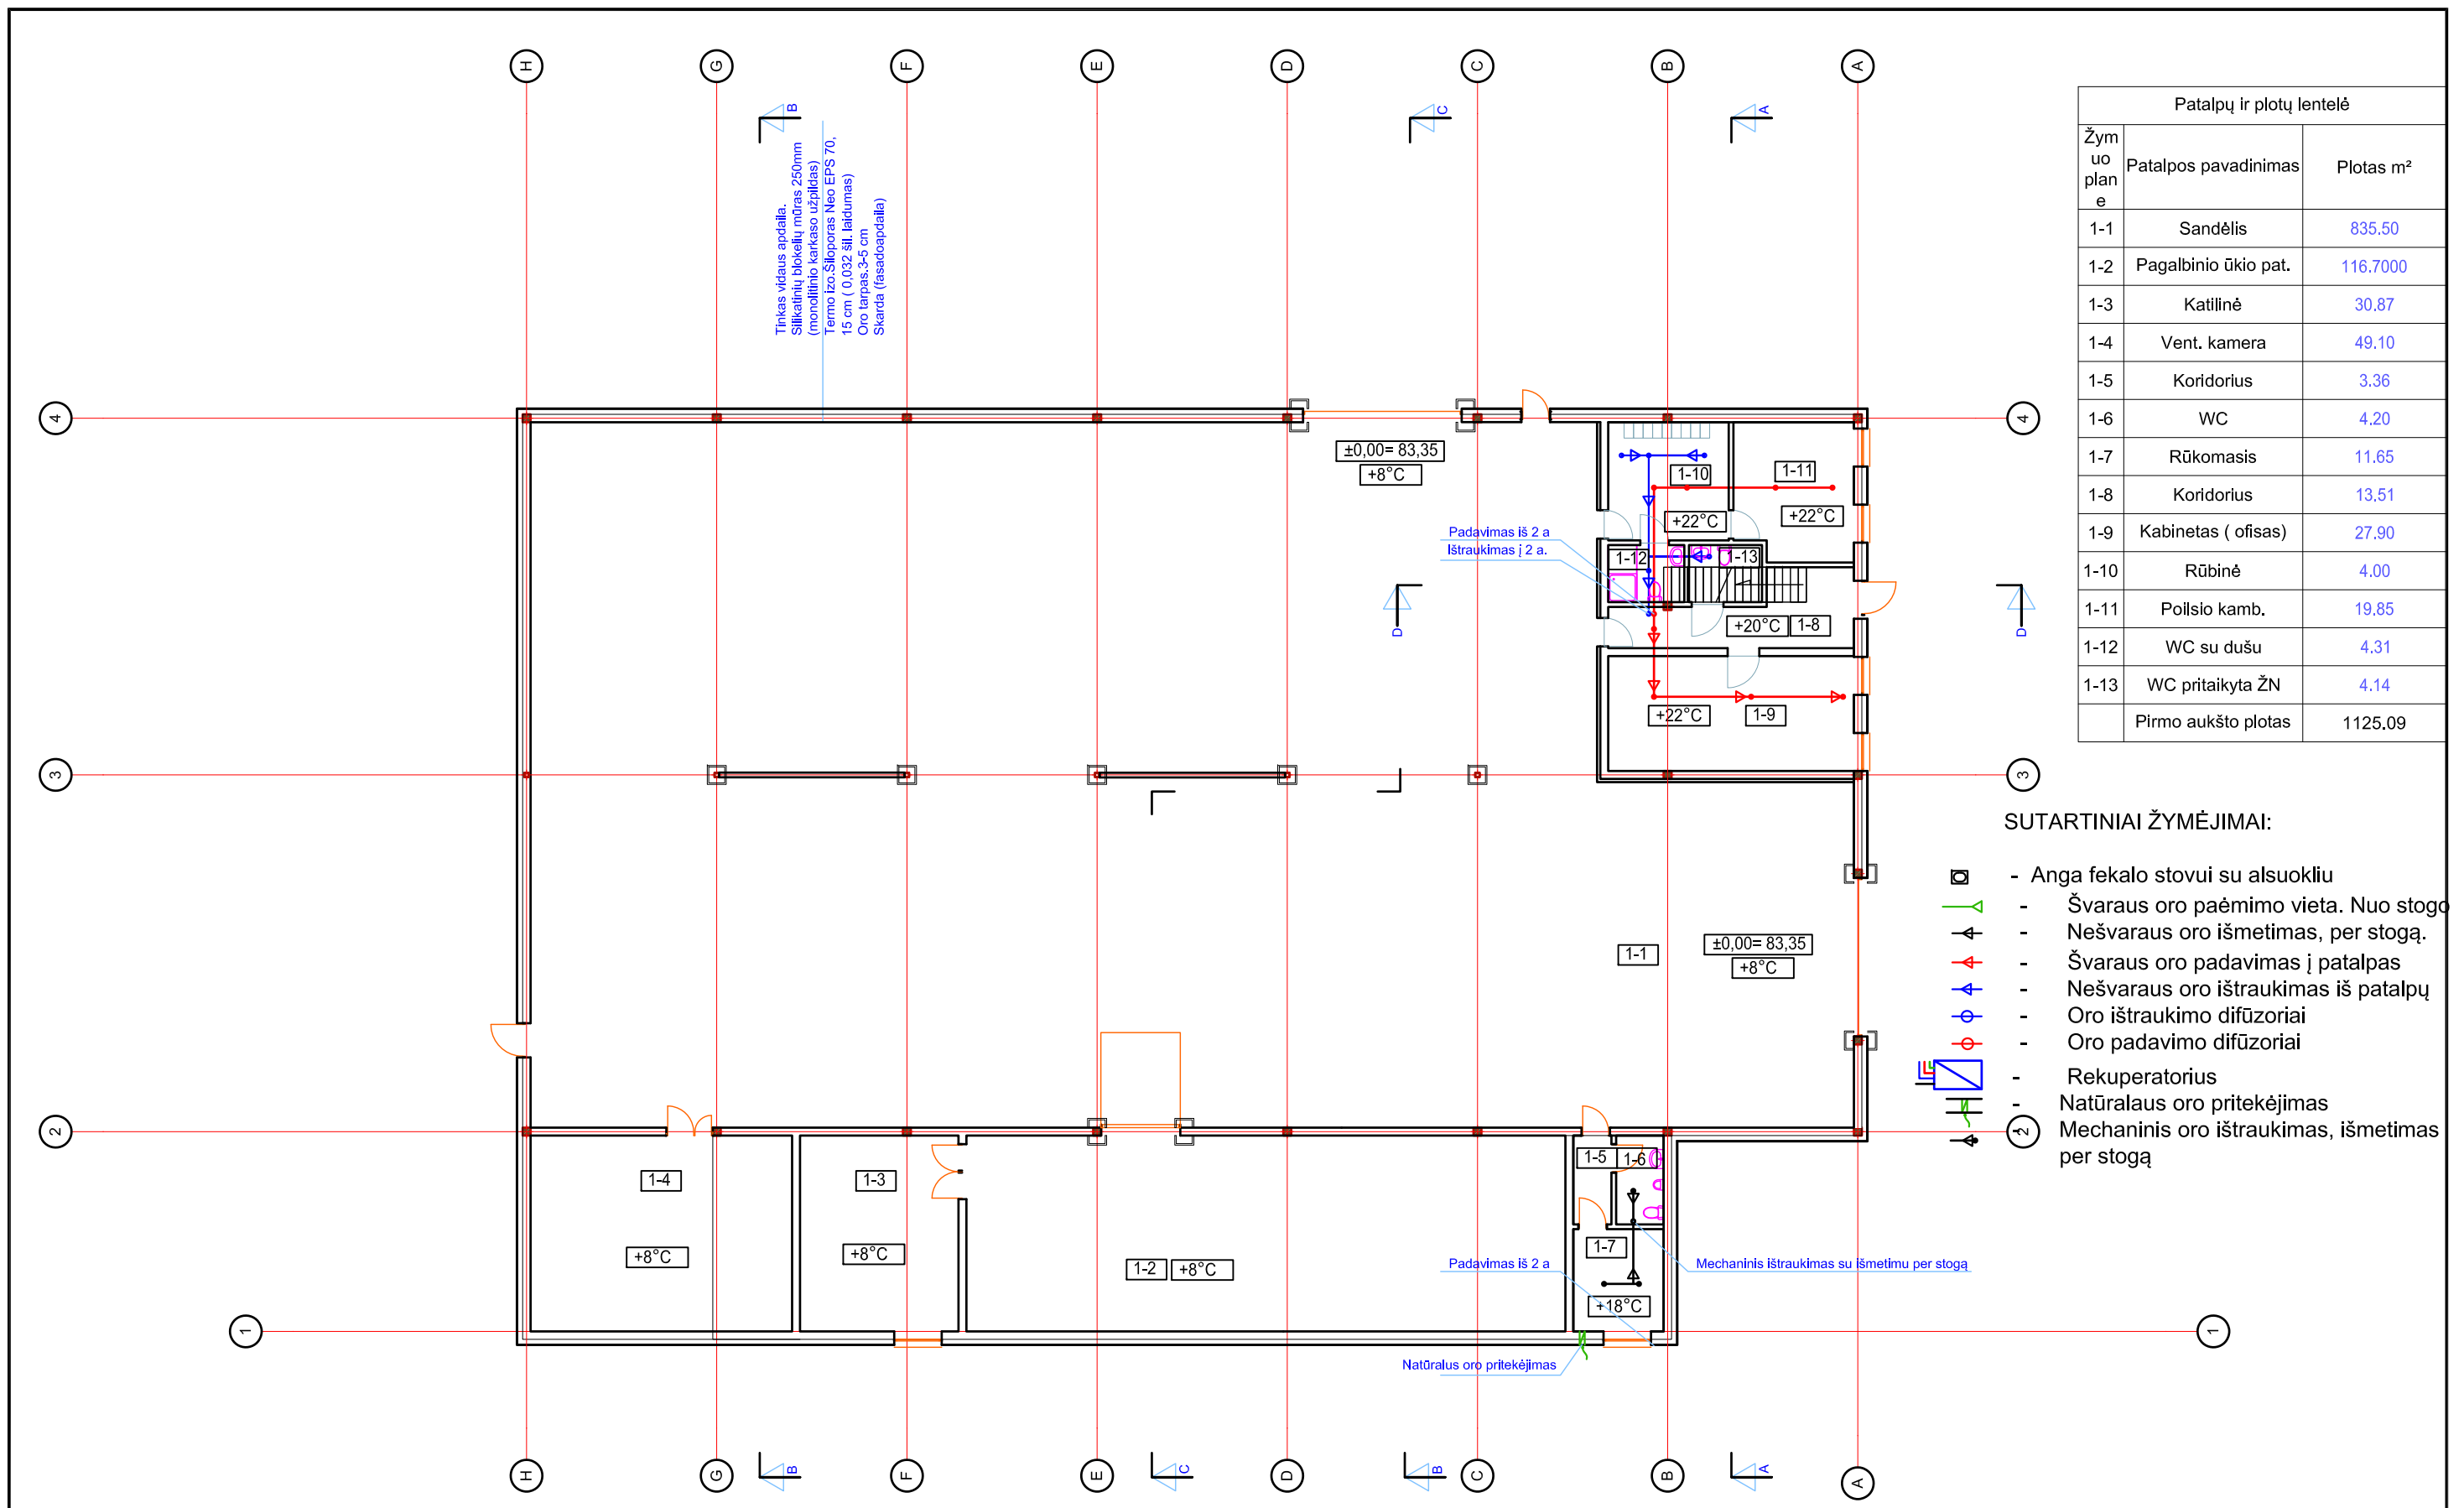 H
G
F
E
D
C
B
A
B
C
A
Tinkas vidaus apdaila.
Silikatinių blokelių mūras 250mm
(monolitinio karkaso užpildas)
Termo izo.Šiloporas Neo EPS 70,
15 cm ( 0,032 šil. laidumas)
Oro tarpas.3-5 cm
Skarda (fasadoapdaila)
Patalpų ir plotų lentelė
Žym
uo
plan
e
Patalpos pavadinimas
Plotas m²
1-1 Sandėlis 835.50
1-2 Pagalbinio ūkio pat. 116.7000
1-3 Katilinė 30.87
1-4 Vent. kamera 49.10
1-5 Koridorius 3.36
1-6 WC 4.20
1-7 Rūkomasis 11.65
1-8 Koridorius 13.51
1-9 Kabinetas ( ofisas) 27.90
1-10 Rūbinė 4.00
1-11 Poilsio kamb. 19.85
1-12 WC su dušu 4.31
1-13 WC pritaikyta ŽN 4.14
Pirmo aukšto plotas 1125.09
4
4
±0,00= 83,35
+8°C
1-10
1-11
+22°C
+22°C
Padavimas iš 2 a
Ištraukimas į 2 a.
1-12
1-13
D
D
+20°C
1-8
+22°C
1-9
3
3
1-1
±0,00= 83,35
+8°C
SUTARTINIAI ŽYMĖJIMAI:
- Anga fekalo stovui su alsuokliu
- Švaraus oro paėmimo vieta. Nuo stogo
- Nešvaraus oro išmetimas, per stogą.
- Švaraus oro padavimas į patalpas
- Nešvaraus oro ištraukimas iš patalpų
- Oro ištraukimo difūzoriai
- Oro padavimo difūzoriai
- Rekuperatorius
- Natūralaus oro pritekėjimas
- Mechaninis oro ištraukimas, išmetimas
per stogą
2
2
1-4
1-3
1-5
1-6
+8°C
+8°C
1-2
+8°C
1-7
+18°C
Padavimas iš 2 a
Mechaninis ištraukimas su išmetimu per stogą
Natūralus oro pritekėjimas
1
1
H
G
B
F
E
C
D
B
C
B
A
A